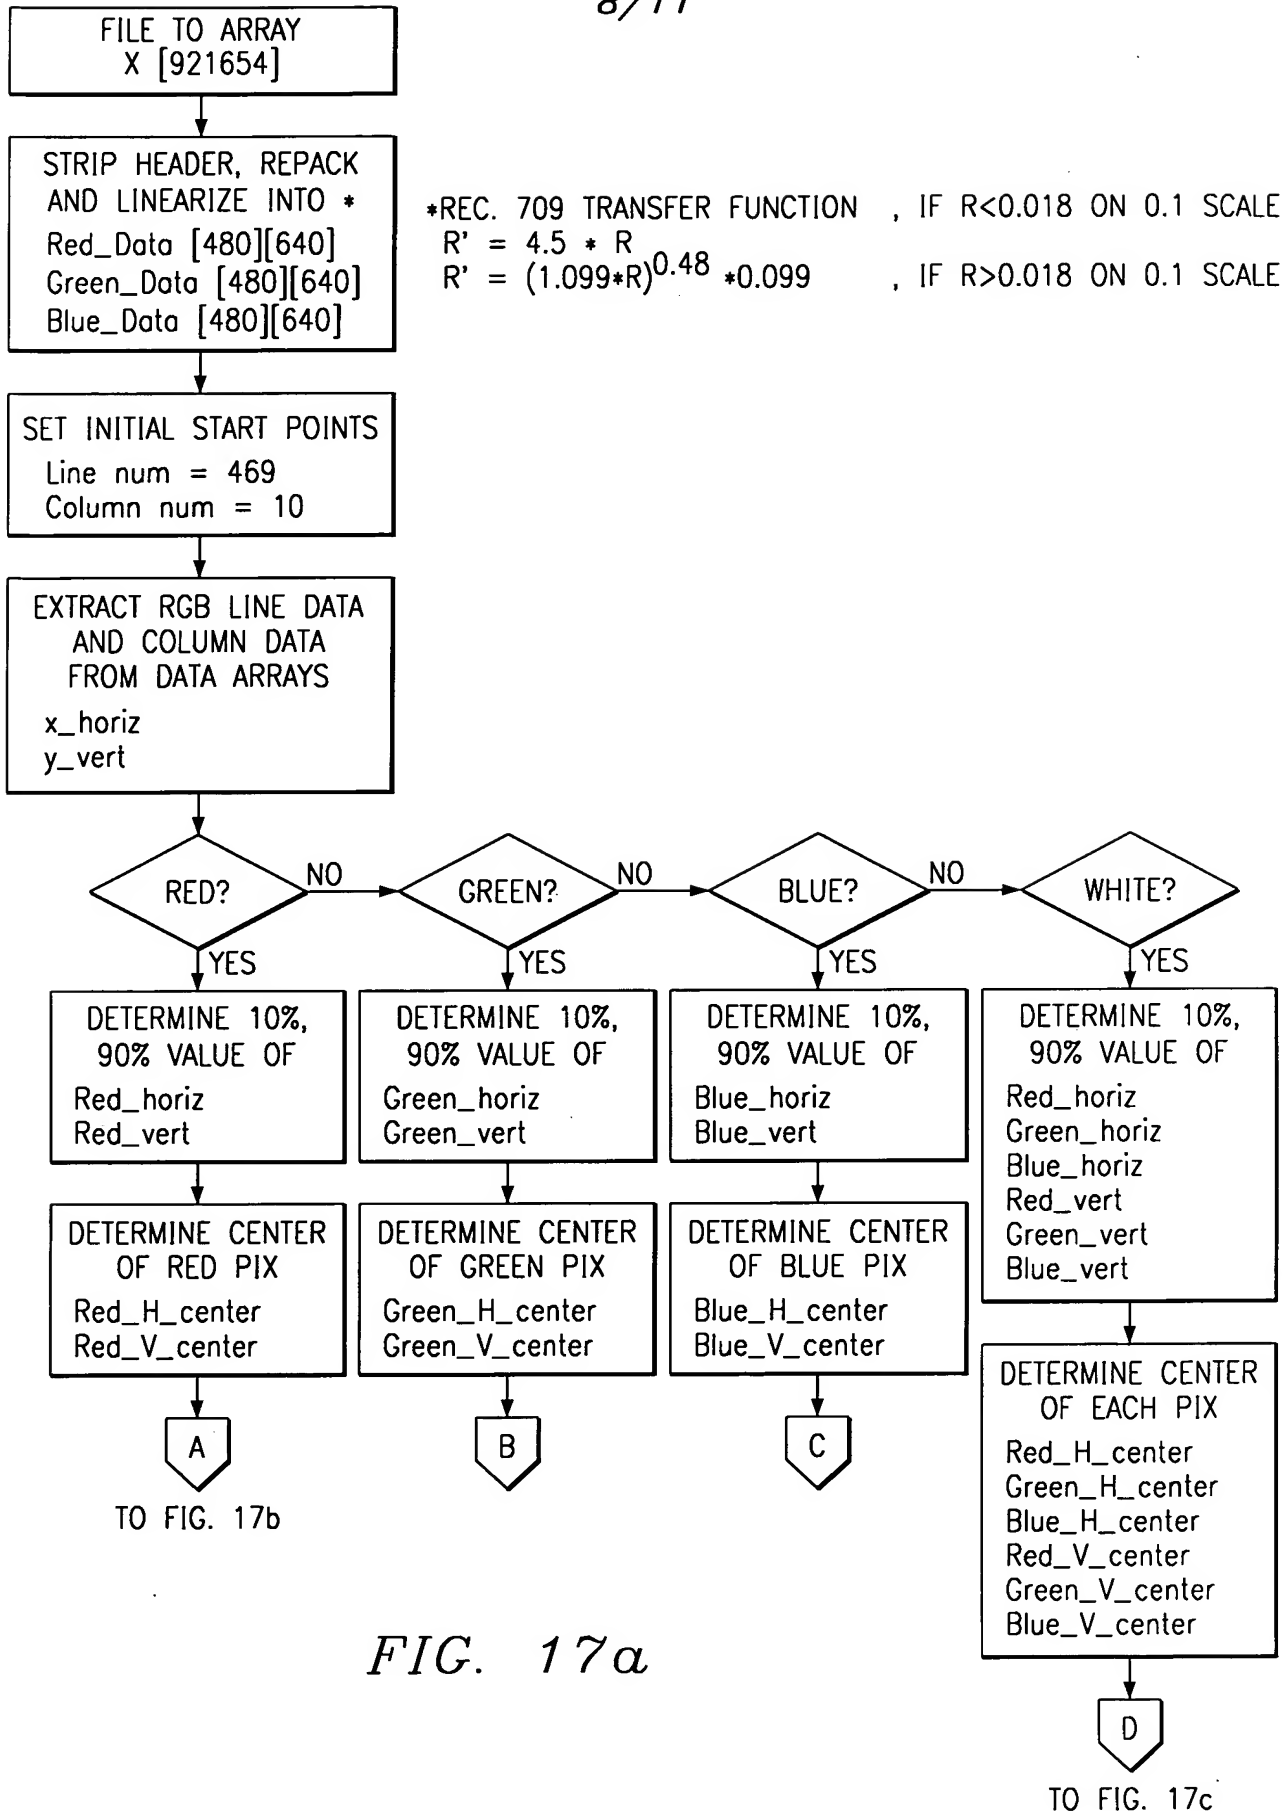 8/11
FILE TO ARRAY
X [921654]
STRIP HEADER, REPACK
AND LINEARIZE INTO *
Red_Data [480][640]
Green_Data [480][640]
Blue_Data [480][640]
*REC. 709 TRANSFER FUNCTION , IF R<0.018 ON 0.1 SCALE
R' = 4.5 * R
R' = (1.099*R)^0.48 *0.099 , IF R>0.018 ON 0.1 SCALE
SET INITIAL START POINTS
Line num = 469
Column num = 10
EXTRACT RGB LINE DATA
AND COLUMN DATA
FROM DATA ARRAYS
x_horiz
y_vert
RED?
NO
GREEN?
NO
BLUE?
NO
WHITE?
YES
YES
YES
YES
DETERMINE 10%,
90% VALUE OF
Red_horiz
Red_vert
DETERMINE 10%,
90% VALUE OF
Green_horiz
Green_vert
DETERMINE 10%,
90% VALUE OF
Blue_horiz
Blue_vert
DETERMINE 10%,
90% VALUE OF
Red_horiz
Green_horiz
Blue_horiz
Red_vert
Green_vert
Blue_vert
DETERMINE CENTER
OF RED PIX
Red_H_center
Red_V_center
DETERMINE CENTER
OF GREEN PIX
Green_H_center
Green_V_center
DETERMINE CENTER
OF BLUE PIX
Blue_H_center
Blue_V_center
DETERMINE CENTER
OF EACH PIX
Red_H_center
Green_H_center
Blue_H_center
Red_V_center
Green_V_center
Blue_V_center
A
B
C
TO FIG. 17b
D
TO FIG. 17c
FIG. 17a